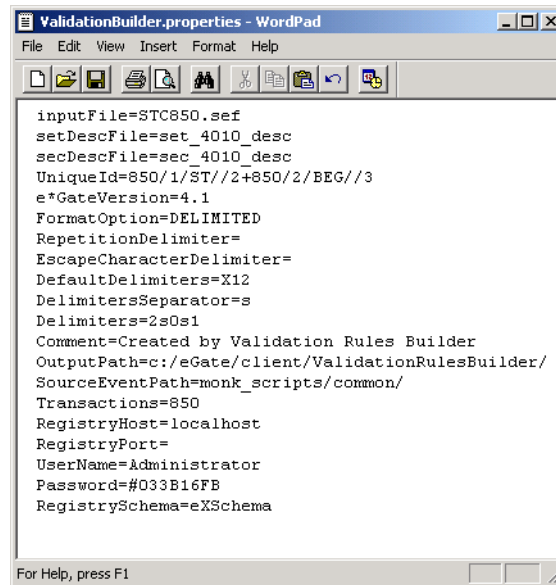 ValidationBuilder.properties - WordPad
File Edit View Insert Format Help
inputFile=STC850.sef
setDescFile=set_4010_desc
secDescFile=sec_4010_desc
UniqueId=850/1/ST//2+850/2/BEG//3
e*GateVersion=4.1
FormatOption=DELIMITED
RepetitionDelimiter=
EscapeCharacterDelimiter=
DefaultDelimiters=X12
DelimitersSeparator=s
Delimiters=2s0s1
Comment=Created by Validation Rules Builder
OutputPath=c:/eGate/client/ValidationRulesBuilder/
SourceEventPath=monk_scripts/common/
Transactions=850
RegistryHost=localhost
RegistryPort=
UserName=Administrator
Password=#033B16FB
RegistrySchema=eXSchema
For Help, press F1